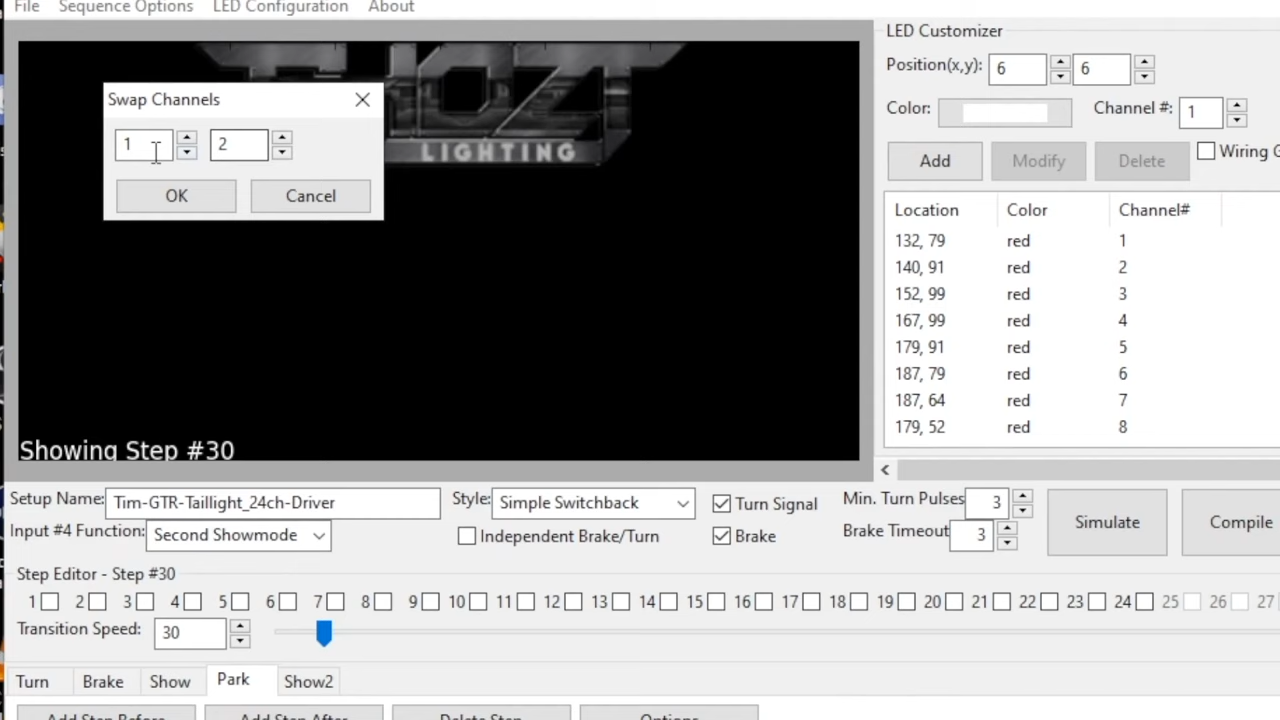 File Sequence Options LED Configuration About
LED Customizer
Position(x,y): 6 6
Color: Channel #: 1
Add Modify Delete Wiring
Location Color Channel#
132, 79 red 1
140, 91 red 2
152, 99 red 3
167, 99 red 4
179, 91 red 5
187, 79 red 6
187, 64 red 7
179, 52 red 8
Swap Channels
1 2
OK Cancel
LIGHTING
Showing Step #30
Setup Name: Tim-GTR-Taillight_24ch-Driver Style: Simple Switchback Turn Signal Min. Turn Pulses 3 Simulate Compile
Input #4 Function: Second Showmode Independent Brake/Turn Brake Brake Timeout 3
Step Editor - Step #30
1 2 3 4 5 6 7 8 9 10 11 12 13 14 15 16 17 18 19 20 21 22 23 24 25 26 27
Transition Speed: 30
Turn Brake Show Park Show2
Add Step Before Add Step After Delete Step Options